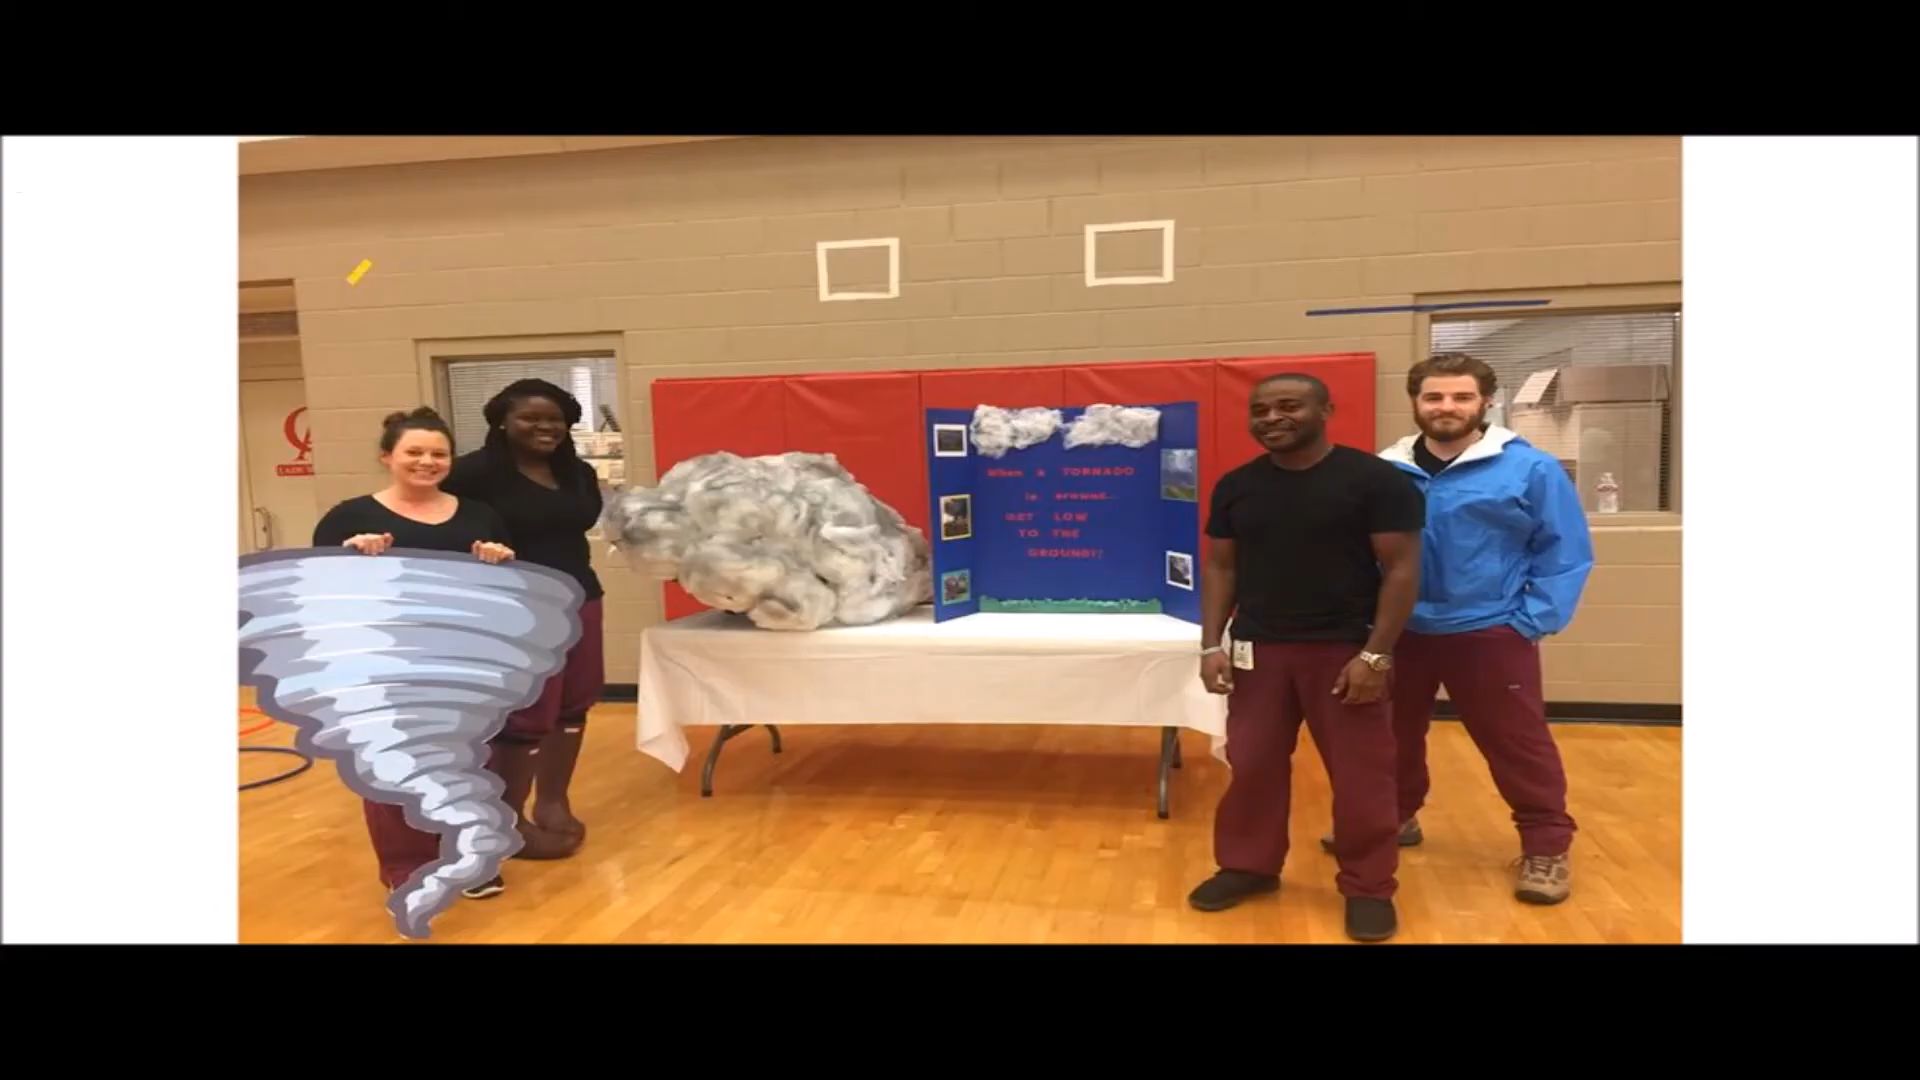 When a TORNADO
is around...
GET LOW
TO THE
GROUND!!